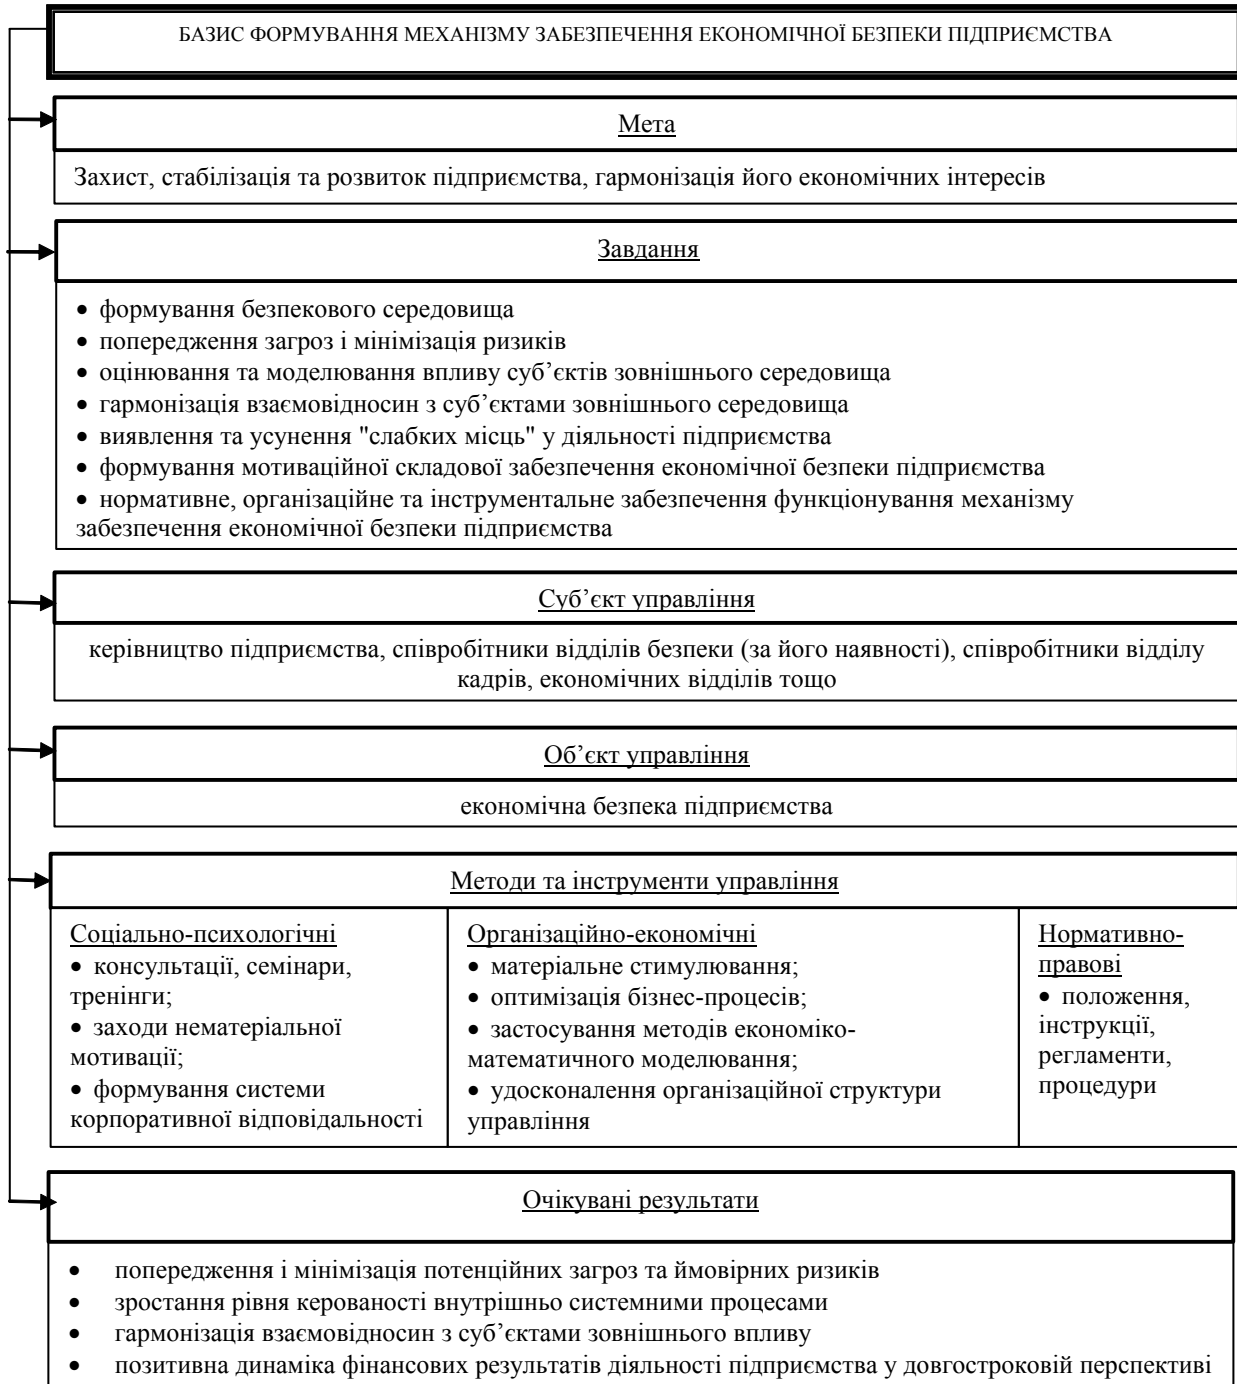 БАЗИС ФОРМУВАННЯ МЕХАНІЗМУ ЗАБЕЗПЕЧЕННЯ ЕКОНОМІЧНОЇ БЕЗПЕКИ ПІДПРИЄМСТВА
Мета
Захист, стабілізація та розвиток підприємства, гармонізація його економічних інтересів
Завдання
• формування безпекового середовища
• попередження загроз і мінімізація ризиків
• оцінювання та моделювання впливу суб’єктів зовнішнього середовища
• гармонізація взаємовідносин з суб’єктами зовнішнього середовища
• виявлення та усунення "слабких місць" у діяльності підприємства
• формування мотиваційної складової забезпечення економічної безпеки підприємства
• нормативне, організаційне та інструментальне забезпечення функціонування механізму
забезпечення економічної безпеки підприємства
Суб’єкт управління
керівництво підприємства, співробітники відділів безпеки (за його наявності), співробітники відділу
кадрів, економічних відділів тощо
Об’єкт управління
економічна безпека підприємства
Методи та інструменти управління
Соціально-психологічні
• консультації, семінари,
тренінги;
• заходи нематеріальної
мотивації;
• формування системи
корпоративної відповідальності
Організаційно-економічні
• матеріальне стимулювання;
• оптимізація бізнес-процесів;
• застосування методів економіко-
математичного моделювання;
• удосконалення організаційної структури
управління
Нормативно-
правові
• положення,
інструкції,
регламенти,
процедури
Очікувані результати
• попередження і мінімізація потенційних загроз та ймовірних ризиків
• зростання рівня керованості внутрішньо системними процесами
• гармонізація взаємовідносин з суб’єктами зовнішнього впливу
• позитивна динаміка фінансових результатів діяльності підприємства у довгостроковій перспективі